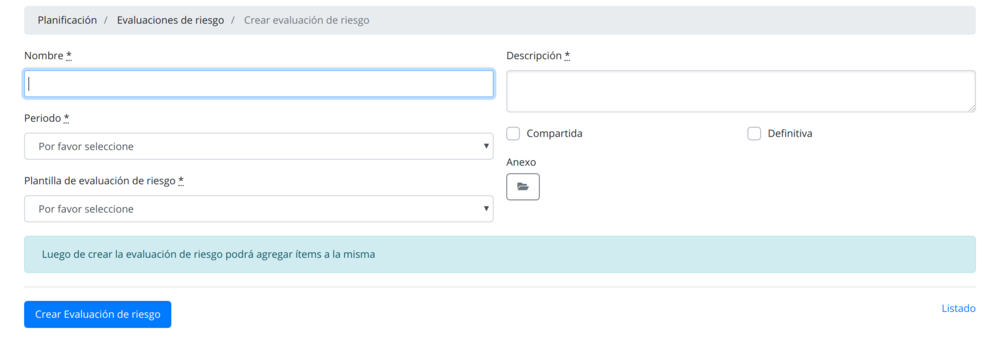 Planificación / Evaluaciones de riesgo / Crear evaluación de riesgo
Nombre *
Descripción *
Periodo *
Por favor seleccione
Compartida
Definitiva
Anexo
Plantilla de evaluación de riesgo *
Por favor seleccione
Luego de crear la evaluación de riesgo podrá agregar ítems a la misma
Crear Evaluación de riesgo
Listado